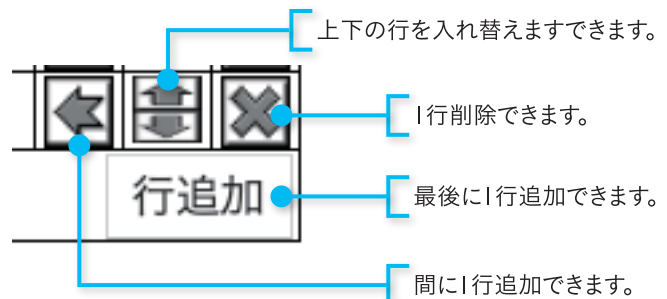 上下の行を入れ替えますできます。
1行削除できます。
行追加
最後に1行追加できます。
間に1行追加できます。